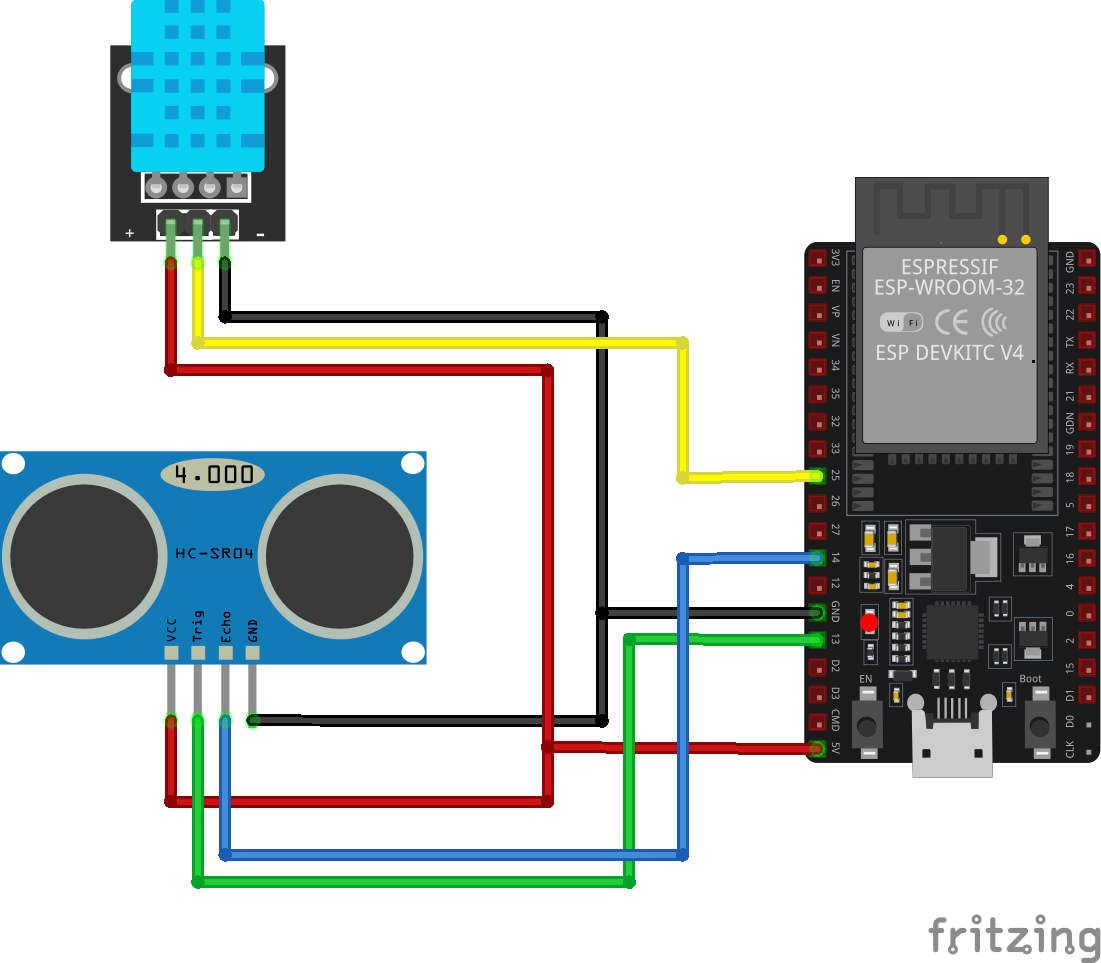 + -
4.000
HC-SR04
VCC
Trig
Echo
GND
ESPRESSIF
ESP-WROOM-32
Wi Fi CE
ESP DEVKITC V4
3V3
EN
VP
VN
34
35
32
33
25
26
27
14
12
GND
13
D2
D3
CMD
5V
GND
23
22
TX
RX
21
GDN
19
18
5
17
16
4
0
2
15
D1
D0
CLK
EN
Boot
fritzing